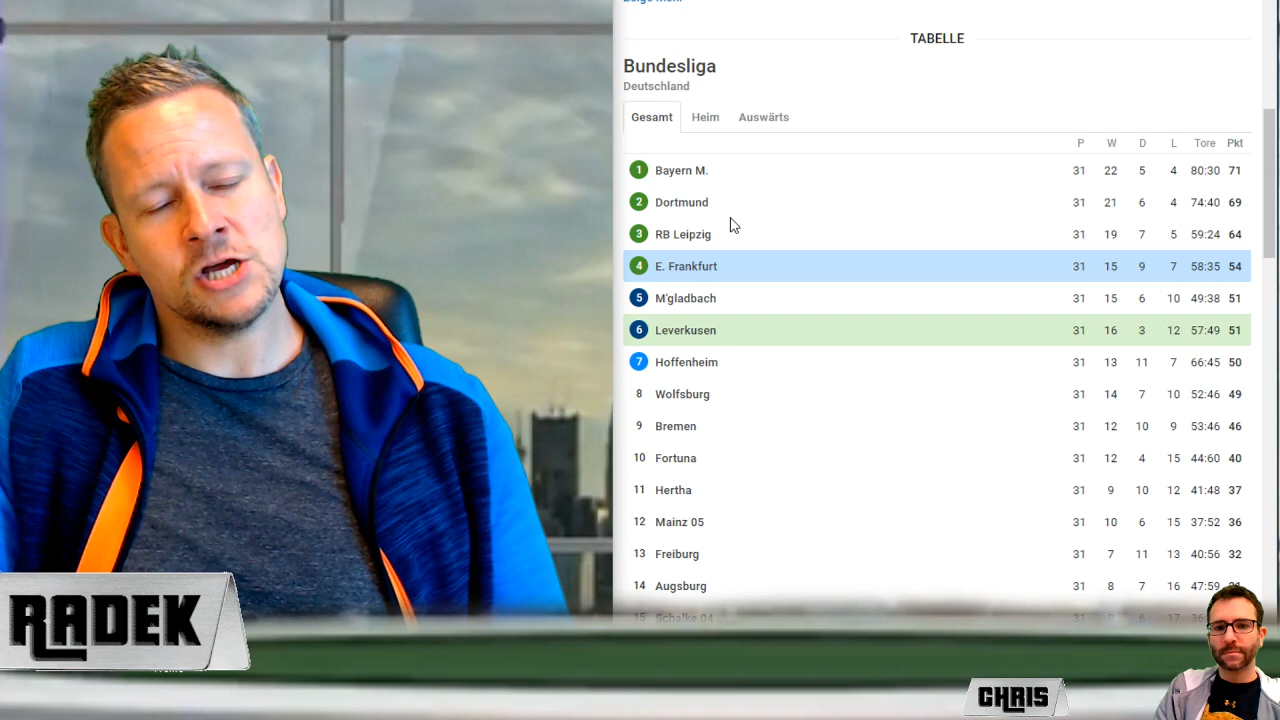 TABELLE
Bundesliga
Deutschland
Gesamt Heim Auswärts
P W D L Tore Pkt
1 Bayern M. 31 22 5 4 80:30 71
2 Dortmund 31 21 6 4 74:40 69
3 RB Leipzig 31 19 7 5 59:24 64
4 E. Frankfurt 31 15 9 7 58:35 54
5 M'gladbach 31 15 6 10 49:38 51
6 Leverkusen 31 16 3 12 57:49 51
7 Hoffenheim 31 13 11 7 66:45 50
8 Wolfsburg 31 14 7 10 52:46 49
9 Bremen 31 12 10 9 53:46 46
10 Fortuna 31 12 4 15 44:60 40
11 Hertha 31 9 10 12 41:48 37
12 Mainz 05 31 10 6 15 37:52 36
13 Freiburg 31 7 11 13 40:56 32
14 Augsburg 31 8 7 16 47:59
15 Schalke 04 31 8 6 17
RADEK
CHRIS